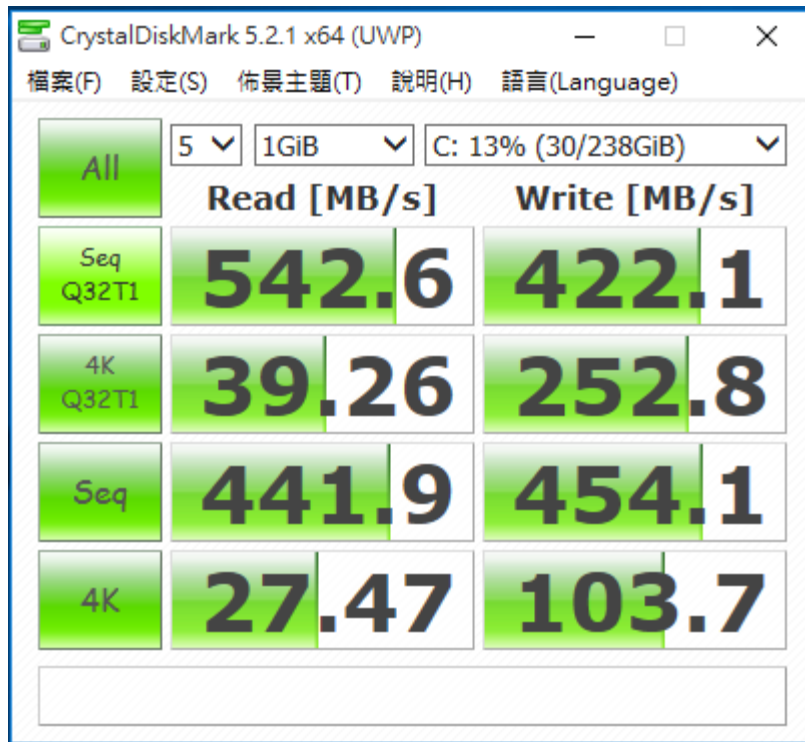 CrystalDiskMark 5.2.1 x64 (UWP)
檔案(F) 設定(S) 佈景主題(T) 說明(H) 語言(Language)
All 5 1GiB C: 13% (30/238GiB)
Read [MB/s] Write [MB/s]
Seq Q32T1 542.6 422.1
4K Q32T1 39.26 252.8
Seq 441.9 454.1
4K 27.47 103.7